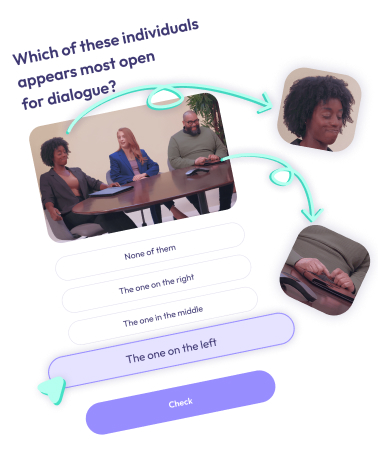 Which of these individuals
appears most open
for dialogue?
None of them
The one on the right
The one in the middle
The one on the left
Check